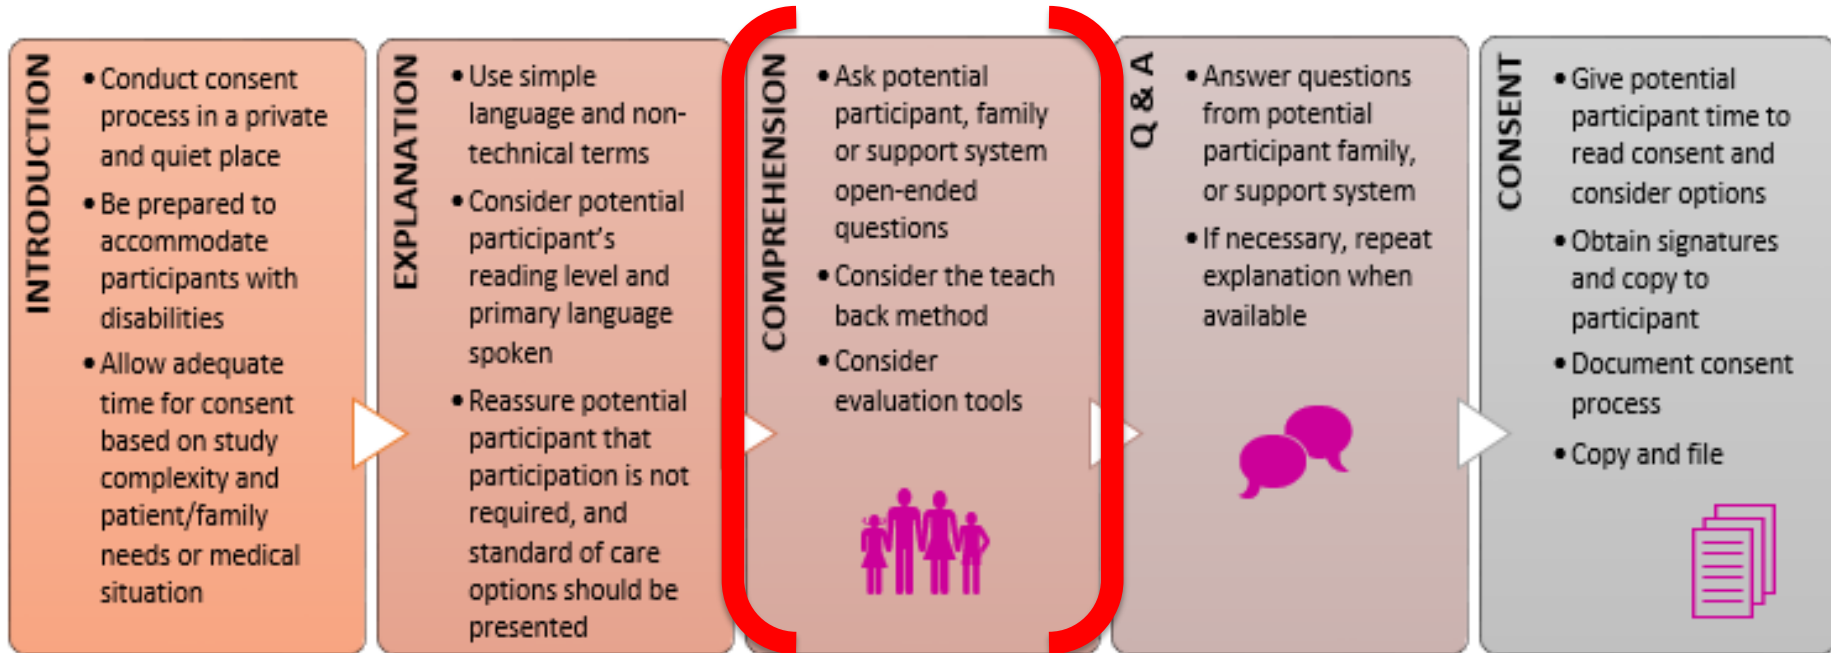 INTRODUCTION
• Conduct consent
process in a private
and quiet place
• Be prepared to
accommodate
participants with
disabilities
• Allow adequate
time for consent
based on study
complexity and
patient/family
needs or medical
situation
EXPLANATION
• Use simple
language and non-
technical terms
• Consider potential
participant's
reading level and
primary language
spoken
• Reassure potential
participant that
participation is not
required, and
standard of care
options should be
presented
COMPREHENSION
• Ask potential
participant, family
or support system
open-ended
questions
• Consider the teach
back method
• Consider
evaluation tools
Q & A
• Answer questions
from potential
participant family,
or support system
• If necessary, repeat
explanation when
available
CONSENT
• Give potential
participant time to
read consent and
consider options
• Obtain signatures
and copy to
participant
• Document consent
process
• Copy and file